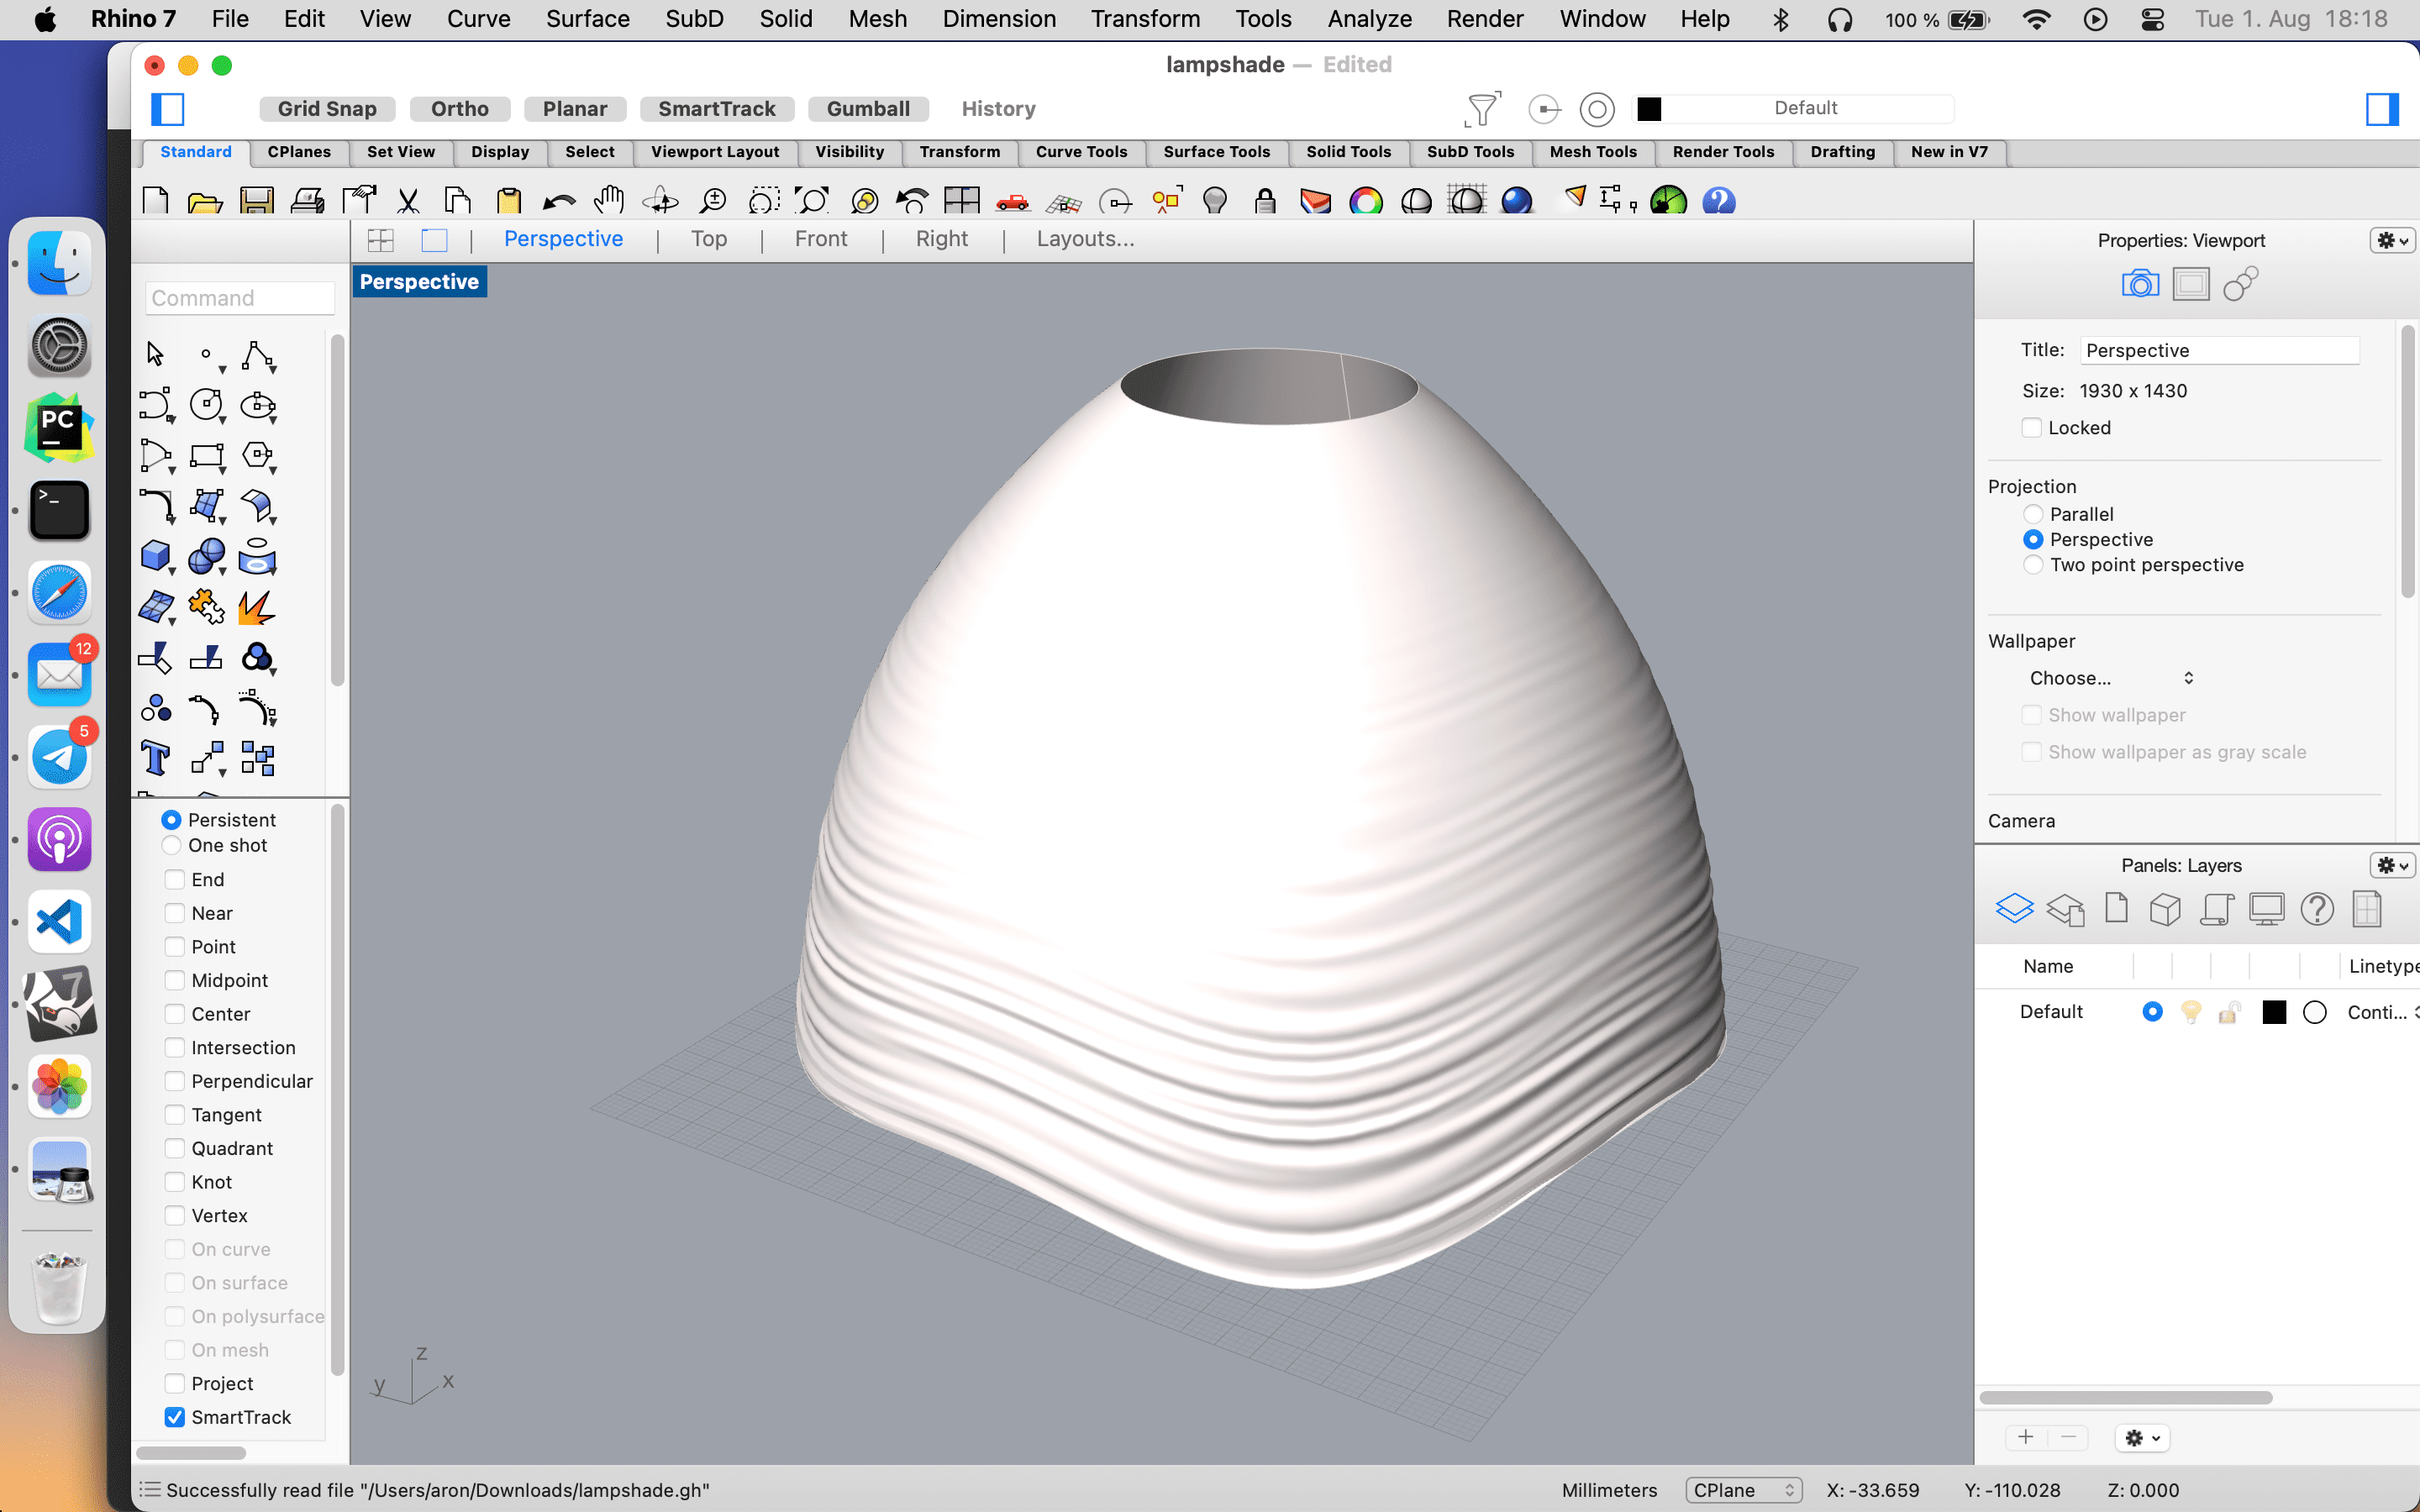 Rhino 7 File Edit View Curve Surface SubD Solid Mesh Dimension Transform Tools Analyze Render Window Help 100 % Tue 1. Aug 18:18
lampshade — Edited
Grid Snap Ortho Planar SmartTrack Gumball History Default
Standard CPlanes Set View Display Select Viewport Layout Visibility Transform Curve Tools Surface Tools Solid Tools SubD Tools Mesh Tools Render Tools Drafting New in V7
Perspective | Top | Front | Right | Layouts...
Perspective
Command
PC
>_
12
5
7
T
Persistent
One shot
End
Near
Point
Midpoint
Center
Intersection
Perpendicular
Tangent
Quadrant
Knot
Vertex
On curve
On surface
On polysurface
On mesh
Project
SmartTrack
z
y x
Properties: Viewport
Title: Perspective
Size: 1930 x 1430
Locked
Projection
Parallel
Perspective
Two point perspective
Wallpaper
Choose...
Show wallpaper
Show wallpaper as gray scale
Camera
Panels: Layers
Name Linetype
Default Conti...
Successfully read file "/Users/aron/Downloads/lampshade.gh" Millimeters CPlane X: -33.659 Y: -110.028 Z: 0.000